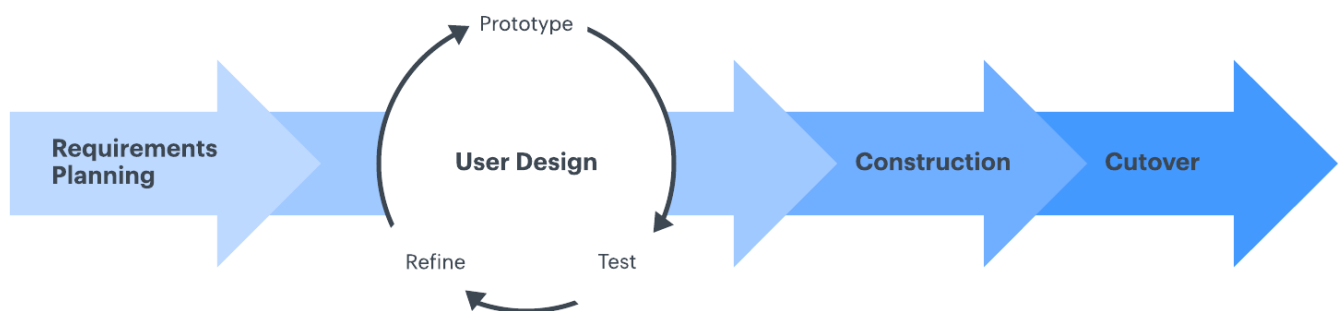 Prototype
Requirements
Planning
User Design
Construction
Cutover
Refine
Test